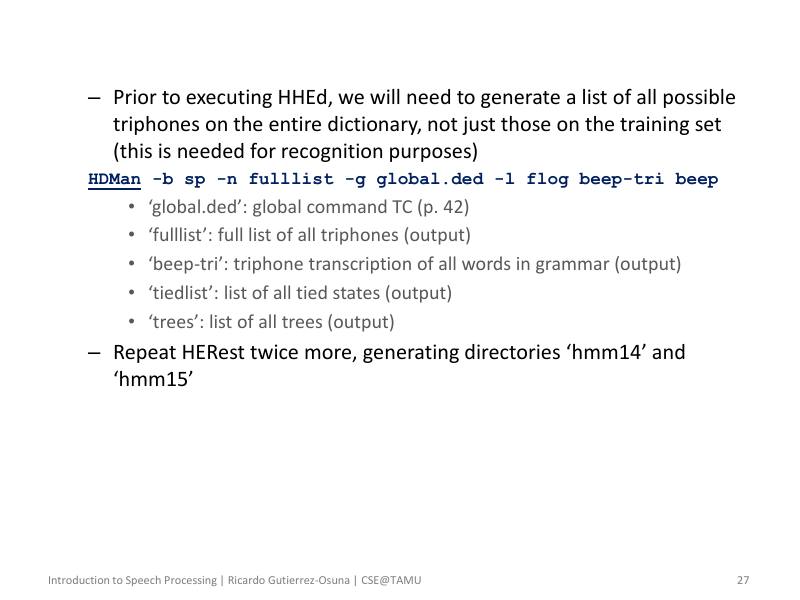 – Prior to executing HHEd, we will need to generate a list of all possible
triphones on the entire dictionary, not just those on the training set
(this is needed for recognition purposes)
HDMan -b sp -n fulllist -g global.ded -l flog beep-tri beep
• ‘global.ded’: global command TC (p. 42)
• ‘fulllist’: full list of all triphones (output)
• ‘beep-tri’: triphone transcription of all words in grammar (output)
• ‘tiedlist’: list of all tied states (output)
• ‘trees’: list of all trees (output)
– Repeat HERest twice more, generating directories ‘hmm14’ and
‘hmm15’
Introduction to Speech Processing | Ricardo Gutierrez-Osuna | CSE@TAMU 27